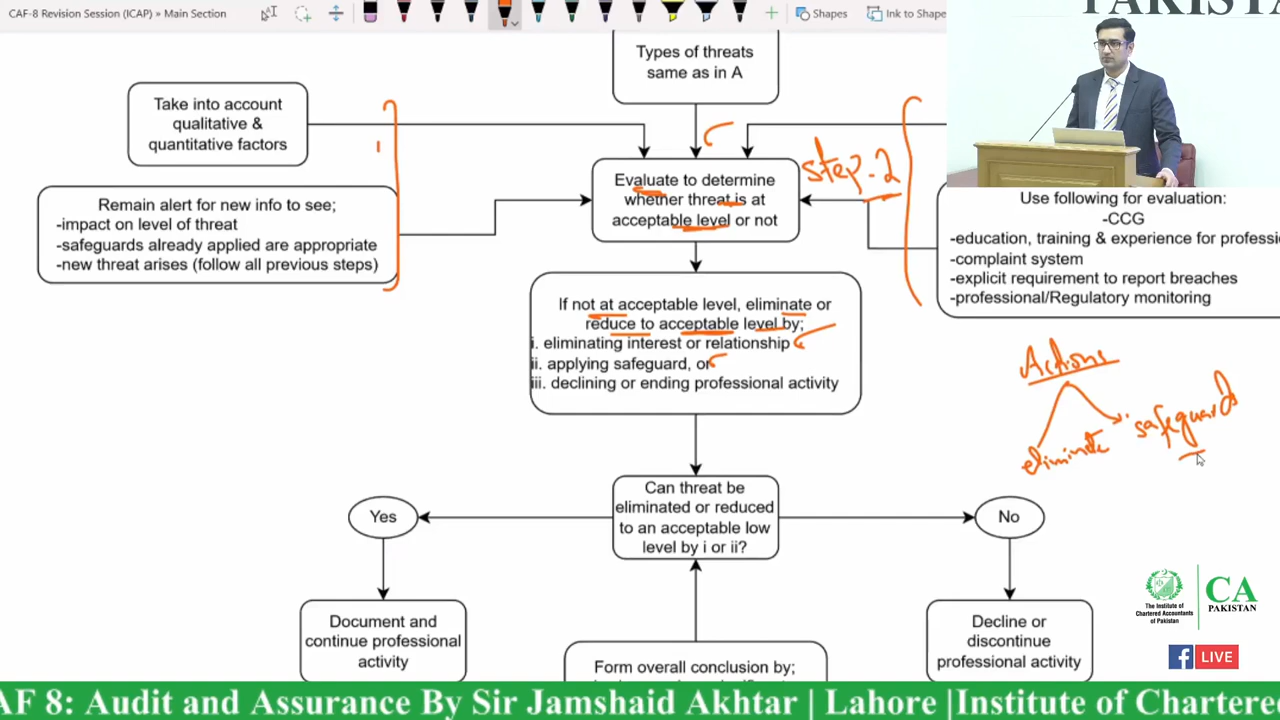 CAF-8 Revision Session (ICAP) » Main Section
Shapes
Ink to Shape
PAKISTAN
Types of threats
same as in A
Take into account
qualitative &
quantitative factors
1
step-2
Evaluate to determine
whether threat is at
acceptable level or not
Remain alert for new info to see;
-impact on level of threat
-safeguards already applied are appropriate
-new threat arises (follow all previous steps)
Use following for evaluation:
-CCG
-education, training & experience for professi
-complaint system
-explicit requirement to report breaches
-professional/Regulatory monitoring
If not at acceptable level, eliminate or
reduce to acceptable level by;
i. eliminating interest or relationship
ii. applying safeguard, or
iii. declining or ending professional activity
Actions
eliminate
safeguards
Can threat be
eliminated or reduced
to an acceptable low
level by i or ii?
Yes
No
Document and
continue professional
activity
Decline or
discontinue
professional activity
Form overall conclusion by;
The Institute of
Chartered Accountants
of Pakistan
CA
PAKISTAN
LIVE
AF 8: Audit and Assurance By Sir Jamshaid Akhtar | Lahore |Institute of Chartere